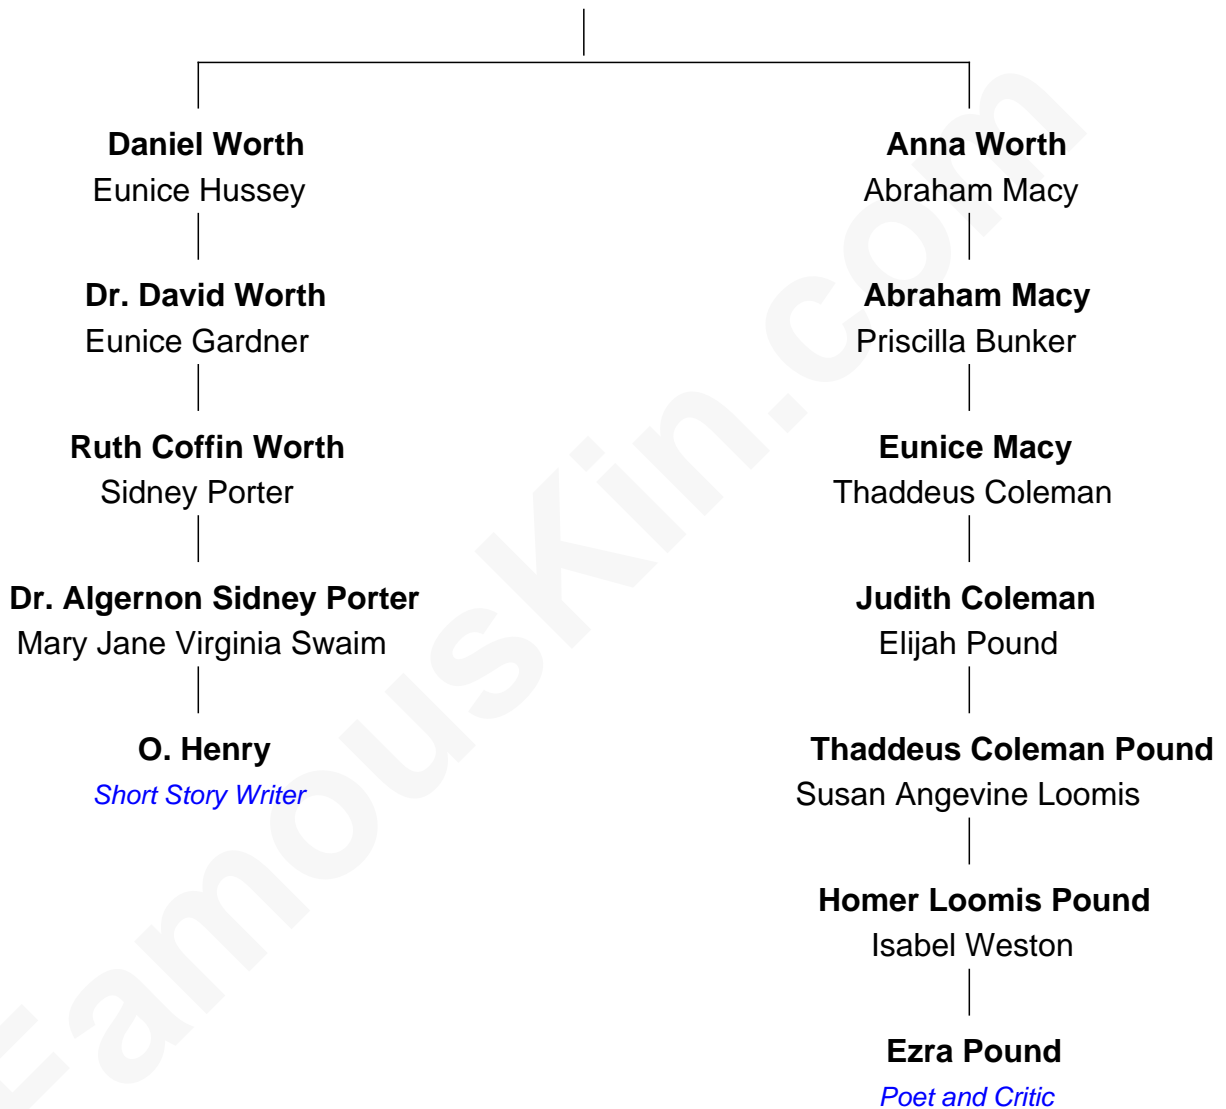 Daniel Worth
Eunice Hussey
Anna Worth
Abraham Macy
Dr. David Worth
Eunice Gardner
Abraham Macy
Priscilla Bunker
Ruth Coffin Worth
Sidney Porter
Eunice Macy
Thaddeus Coleman
Dr. Algernon Sidney Porter
Mary Jane Virginia Swaim
Judith Coleman
Elijah Pound
O. Henry
Short Story Writer
Thaddeus Coleman Pound
Susan Angevine Loomis
Homer Loomis Pound
Isabel Weston
Ezra Pound
Poet and Critic
FamousKin.com